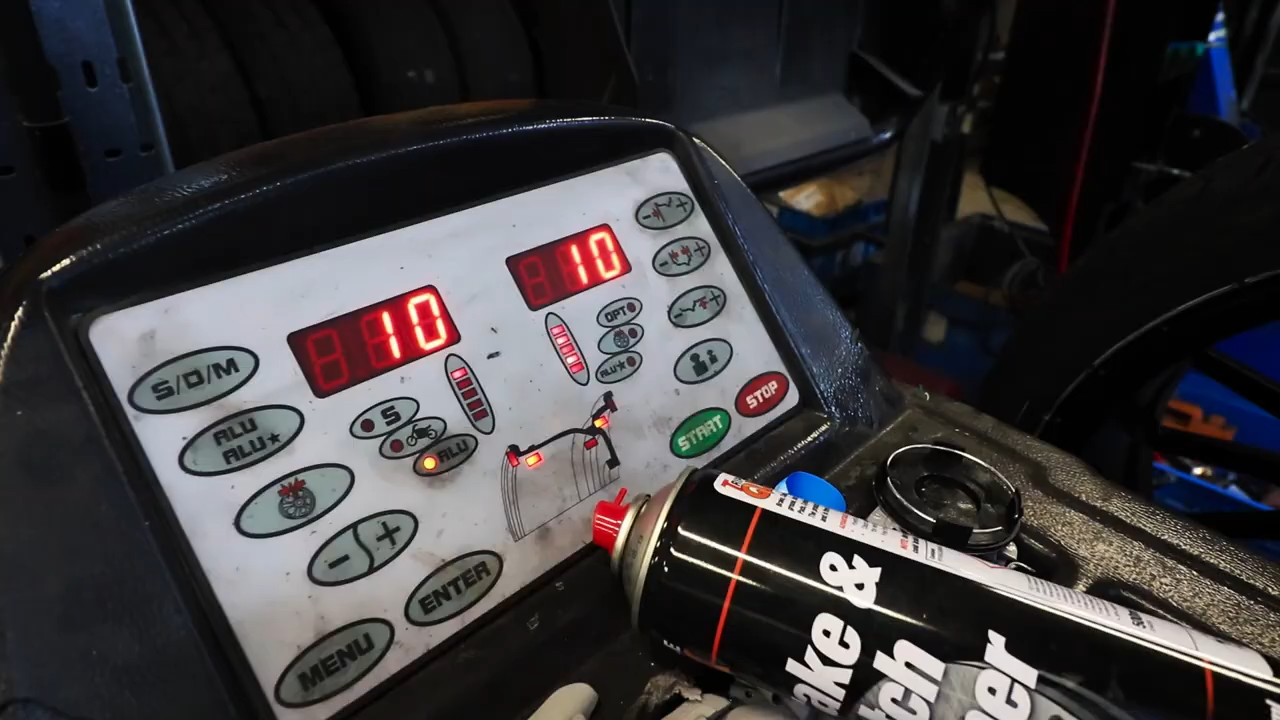 10
10
S/D/M
OPT
ALU
ALU★
S
ALU★
ALU
START
STOP
- +
ENTER
MENU
ake &
tch
er